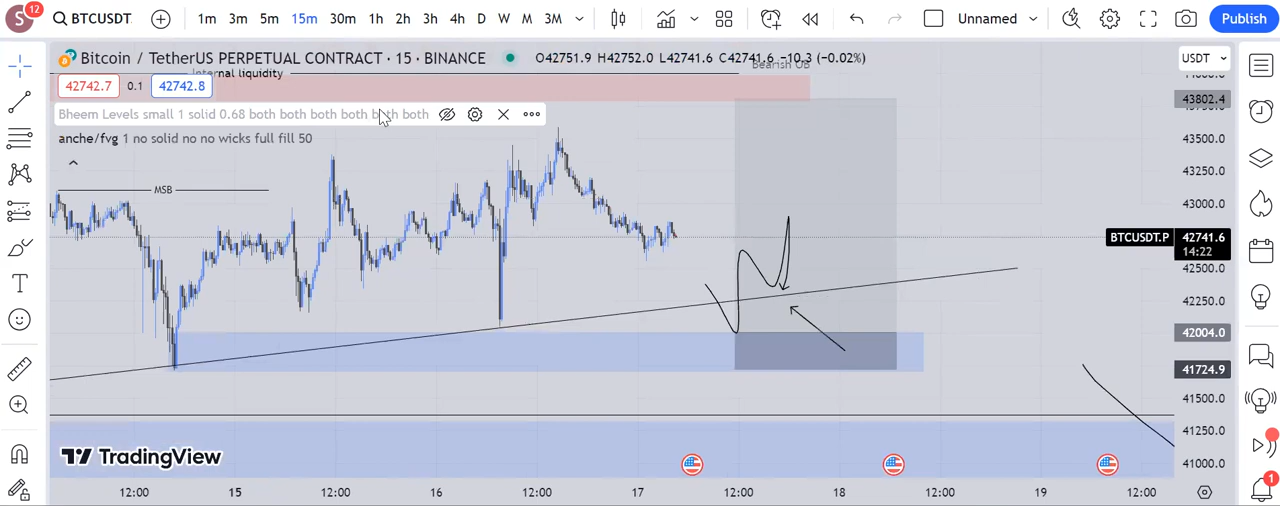 S 12 BTCUSDT. 1m 3m 5m 15m 30m 1h 2h 3h 4h D W M 3M Unnamed Publish
Bitcoin / TetherUS PERPETUAL CONTRACT · 15 · BINANCE O42751.9 H42752.0 L42741.6 C42741.6 −10.3 (−0.02%) USDT
Bearish OB
Internal liquidity
42742.7 0.1 42742.8
43802.4
Bheem Levels small 1 solid 0.68 both both both both both both
anche/fvg 1 no solid no no wicks full fill 50
43500.0
43250.0
MSB
43000.0
BTCUSDT.P 42741.6
14:22
42500.0
42250.0
42004.0
41724.9
41500.0
41250.0
TradingView
41000.0
12:00 15 12:00 16 12:00 17 12:00 18 12:00 19 12:00
1